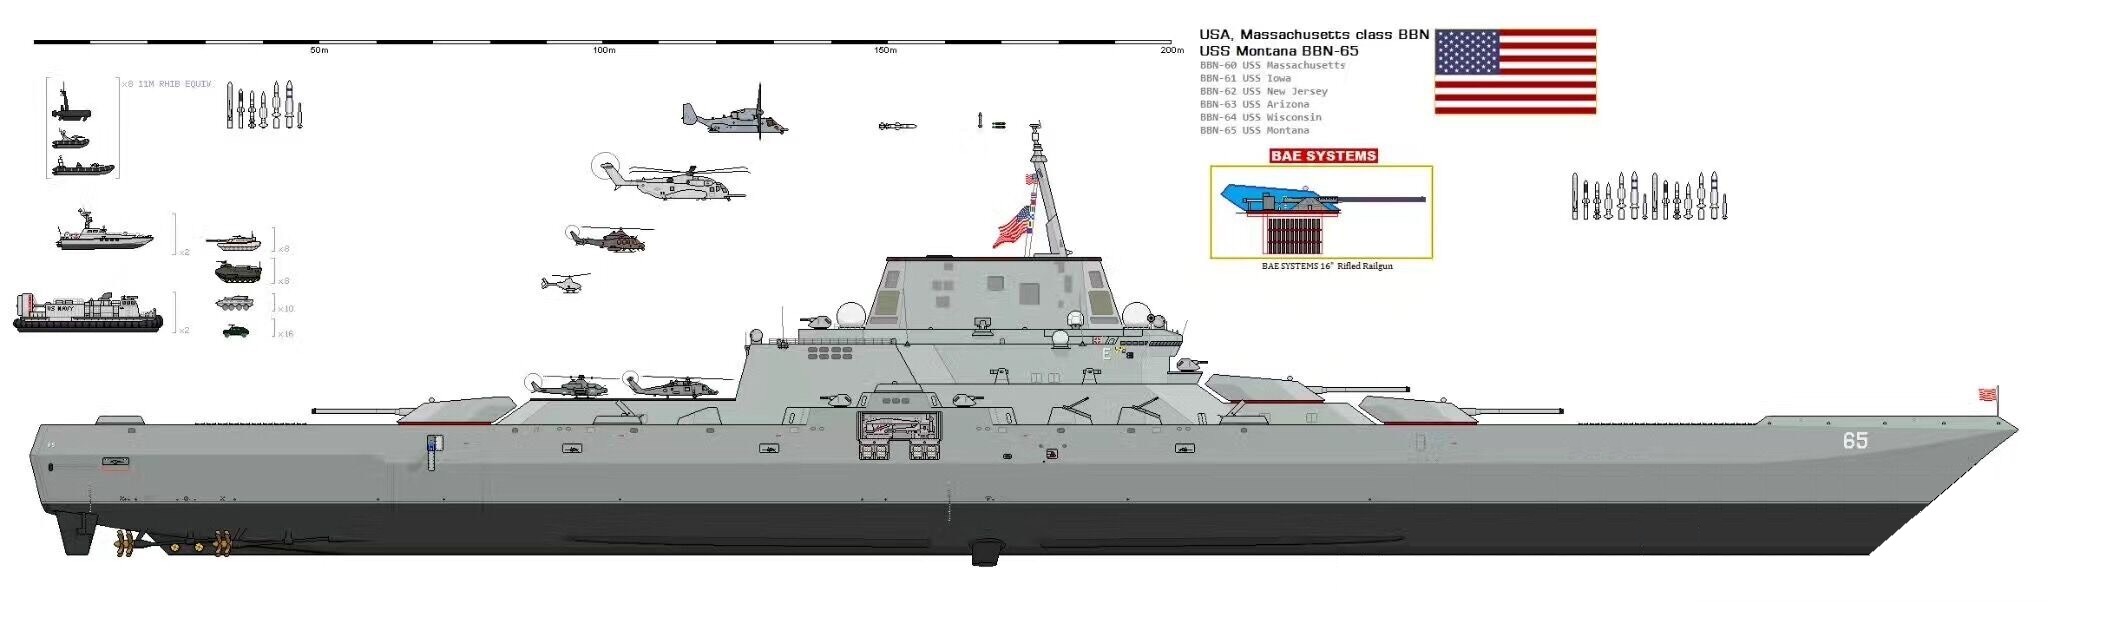 50m 100m 150m 200m
USA, Massachusetts class BBN
USS Montana BBN-65
BBN-60 USS Massachusetts
BBN-61 USS Iowa
BBN-62 USS New Jersey
BBN-63 USS Arizona
BBN-64 USS Wisconsin
BBN-65 USS Montana
x8 11M RHIB EQUIV
BAE SYSTEMS
BAE SYSTEMS 16" Rifled Railgun
x2
x8
x8
US NAVY
x2
x10
x16
E
65
65